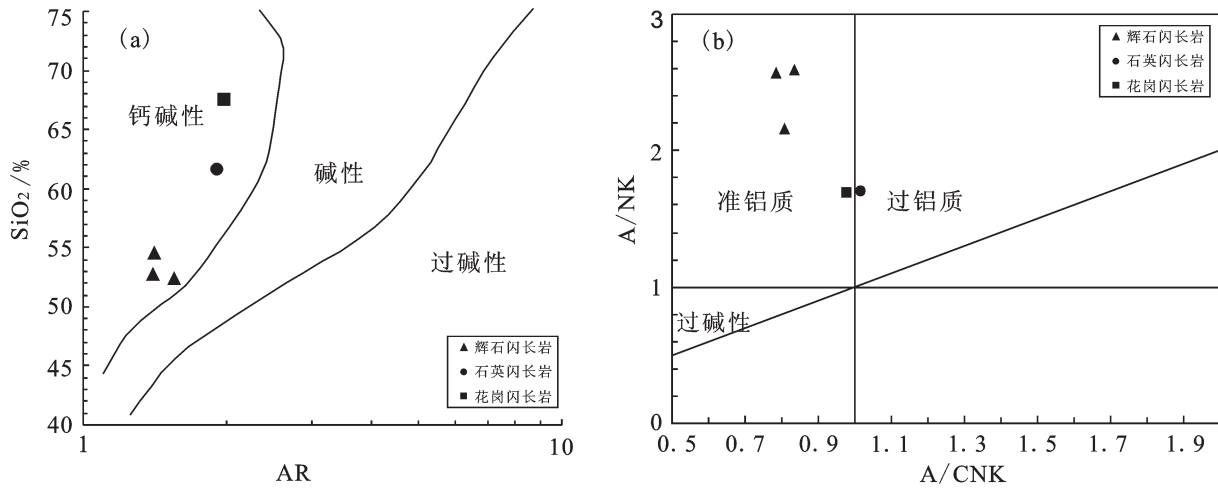 (a)
75
70
65
60
55
50
45
40
SiO₂/%
钙碱性
碱性
过碱性
辉石闪长岩
石英闪长岩
花岗闪长岩
1
10
AR
(b)
3
2
1
0
A/NK
辉石闪长岩
石英闪长岩
花岗闪长岩
准铝质
过铝质
过碱性
0.5 0.7 0.9 1.1 1.3 1.5 1.7 1.9
A/CNK